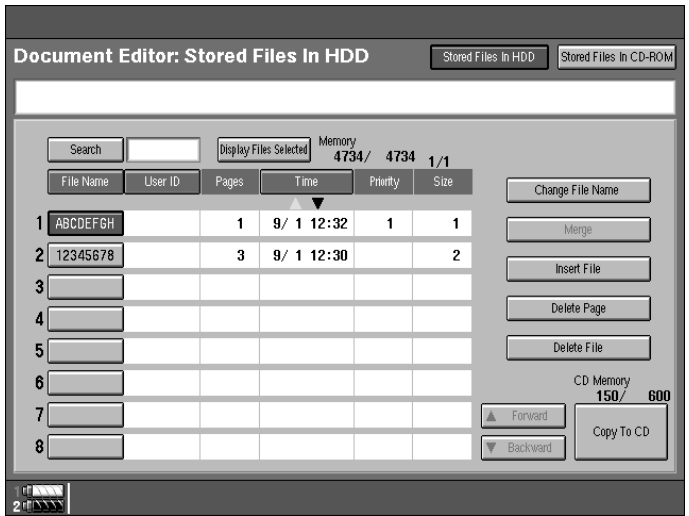 Document Editor: Stored Files In HDD Stored Files In HDD Stored Files In CD-ROM
Search Display Files Selected Memory 4734/ 4734 1/1
File Name User ID Pages Time Priority Size
Change File Name
1 ABCDEFGH 1 9/ 1 12:32 1 1
Merge
2 12345678 3 9/ 1 12:30 2
Insert File
3
Delete Page
4
5 Delete File
6
CD Memory
150/ 600
7 Forward
Copy To CD
8 Backward
1
2